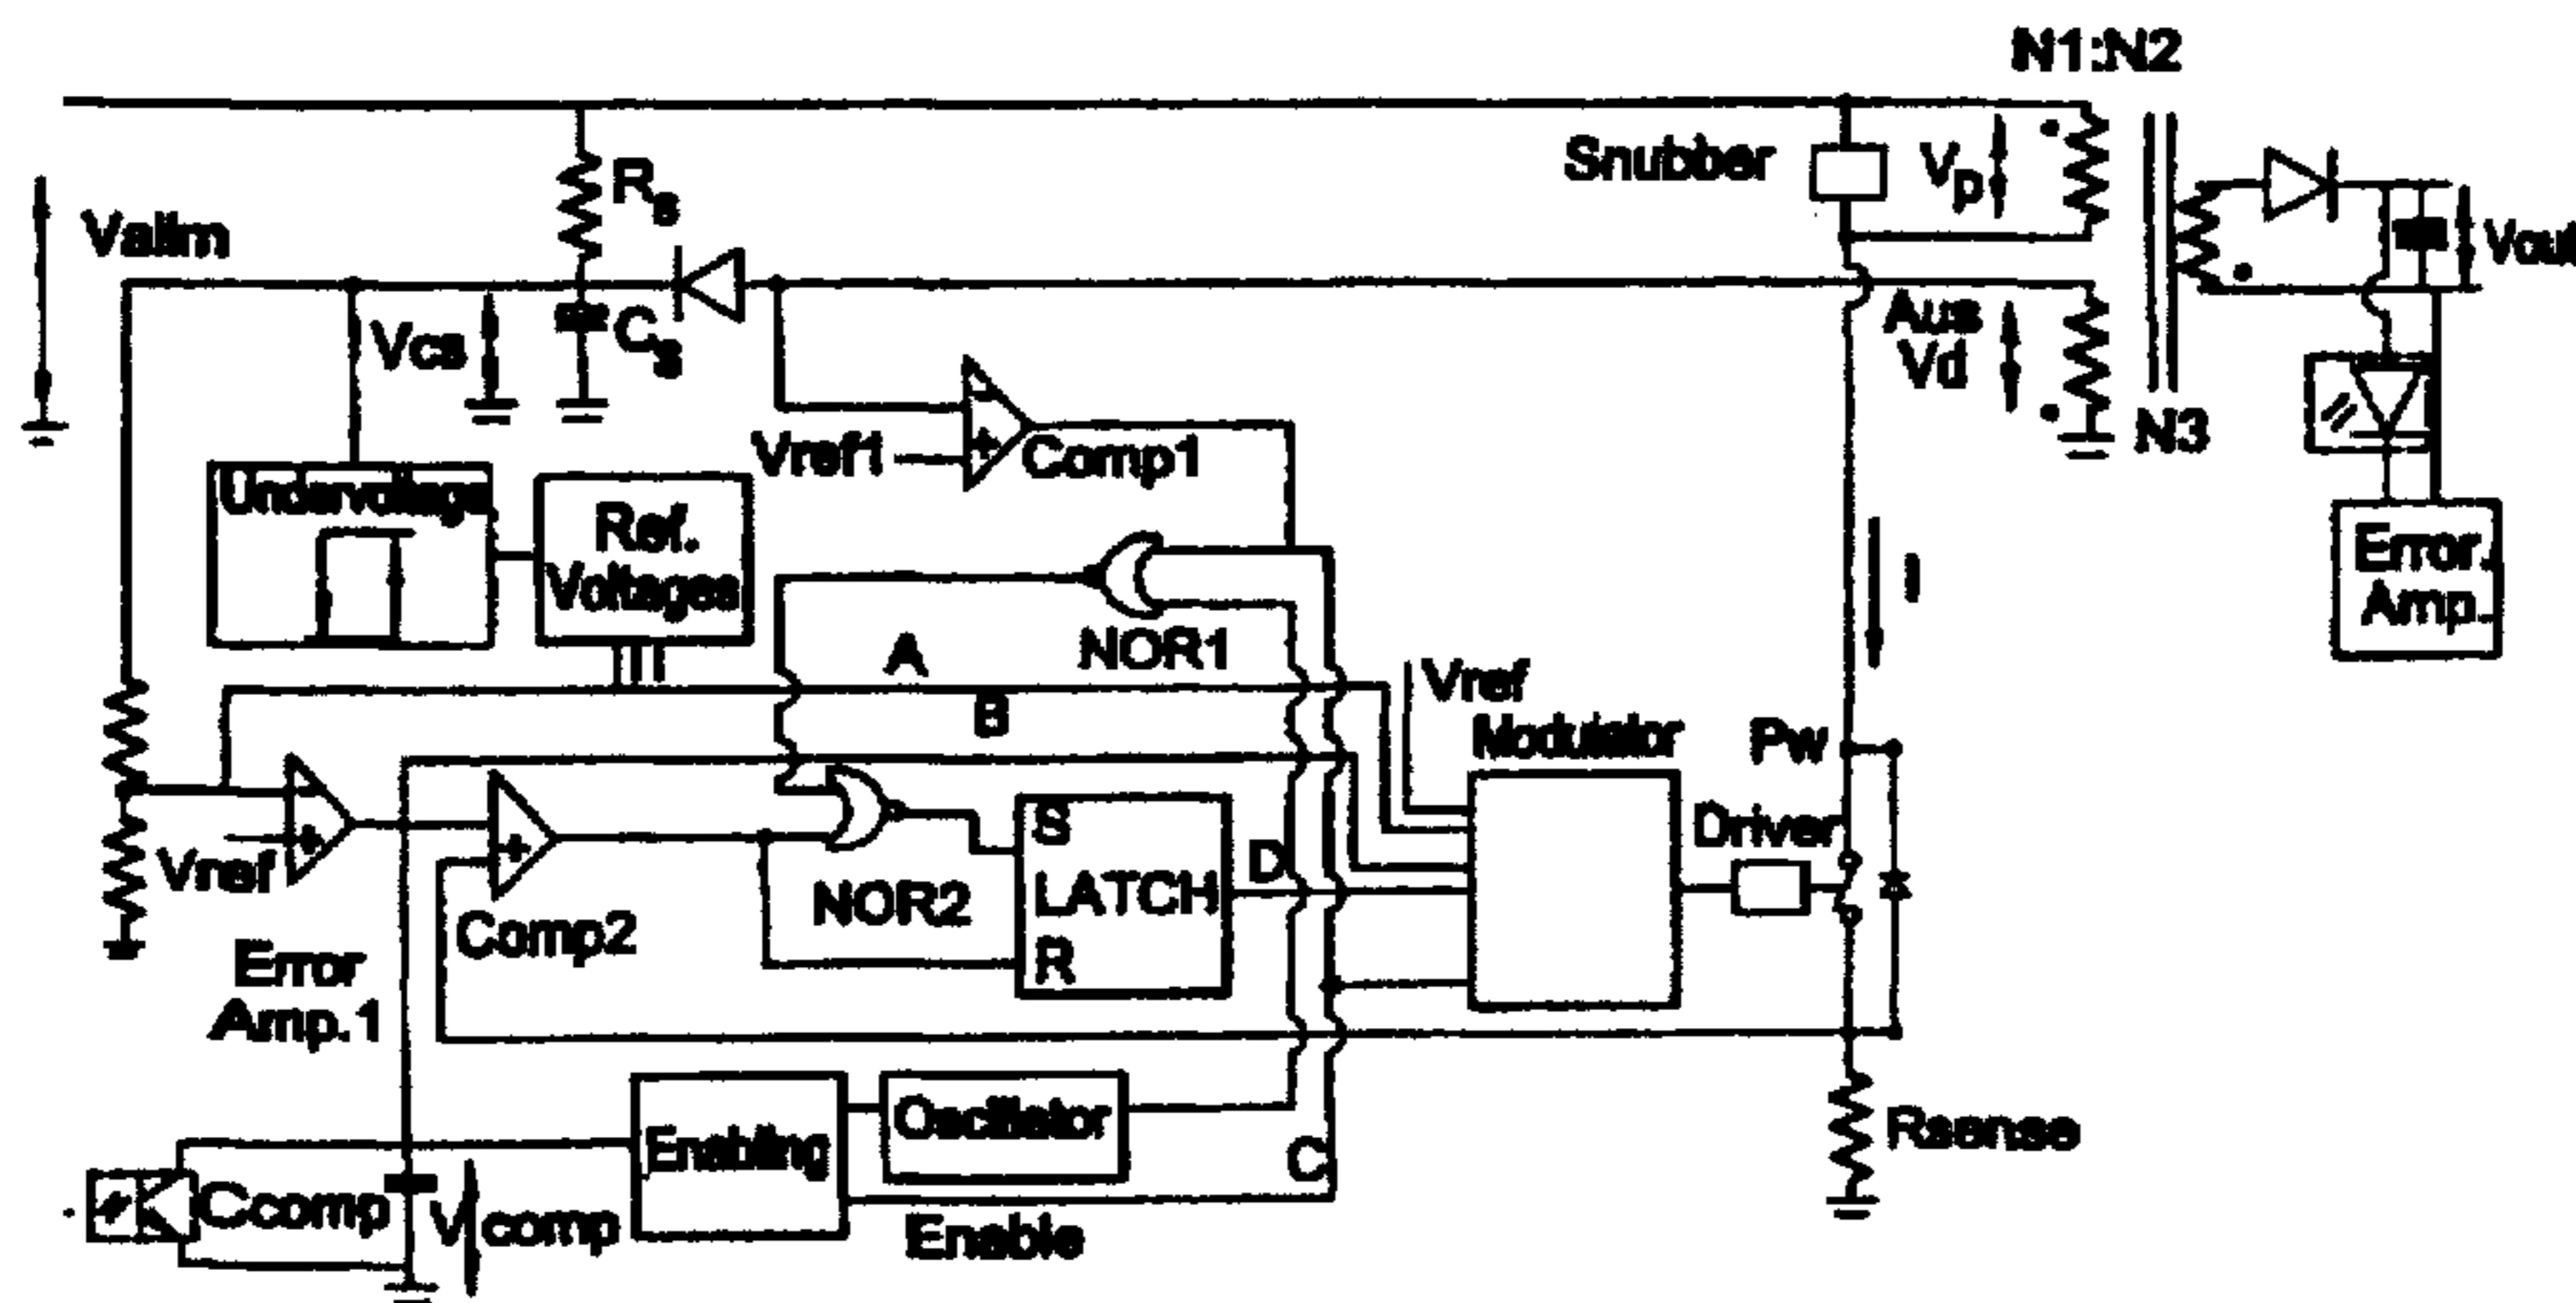 N1:N2
Snubber
Vp
Rs
Valim
Vout
Vcs
Cs
Aus
Vd
N3
Vref1
-
+
Comp1
Undervoltage
Ref.
Voltages
Error.
Amp.
I
NOR1
A
B
Vref
Modulator
Pw
Driver
-
+
Vref
+
Comp2
NOR2
S
LATCH
R
D
Error
Amp.1
Rsense
Enabling
Oscillator
C
Enable
Ccomp
Vcomp